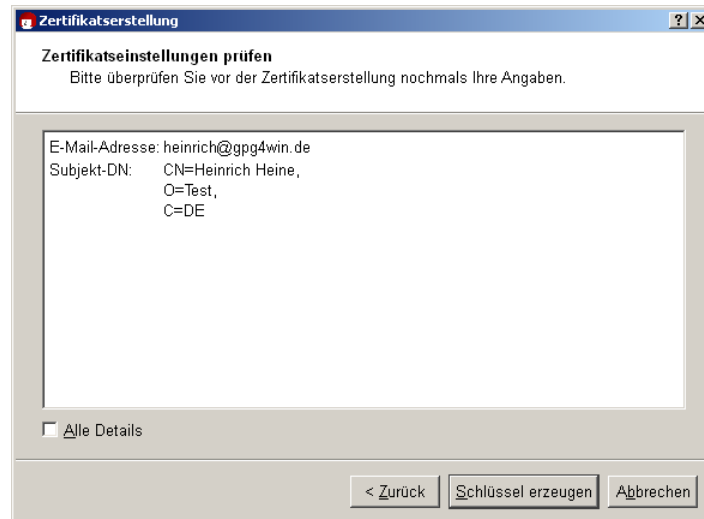 Zertifikatserstellung
Zertifikatseinstellungen prüfen
Bitte überprüfen Sie vor der Zertifikatserstellung nochmals Ihre Angaben.
E-Mail-Adresse: heinrich@gpg4win.de
Subjekt-DN: CN=Heinrich Heine,
O=Test,
C=DE
Alle Details
< Zurück Schlüssel erzeugen Abbrechen